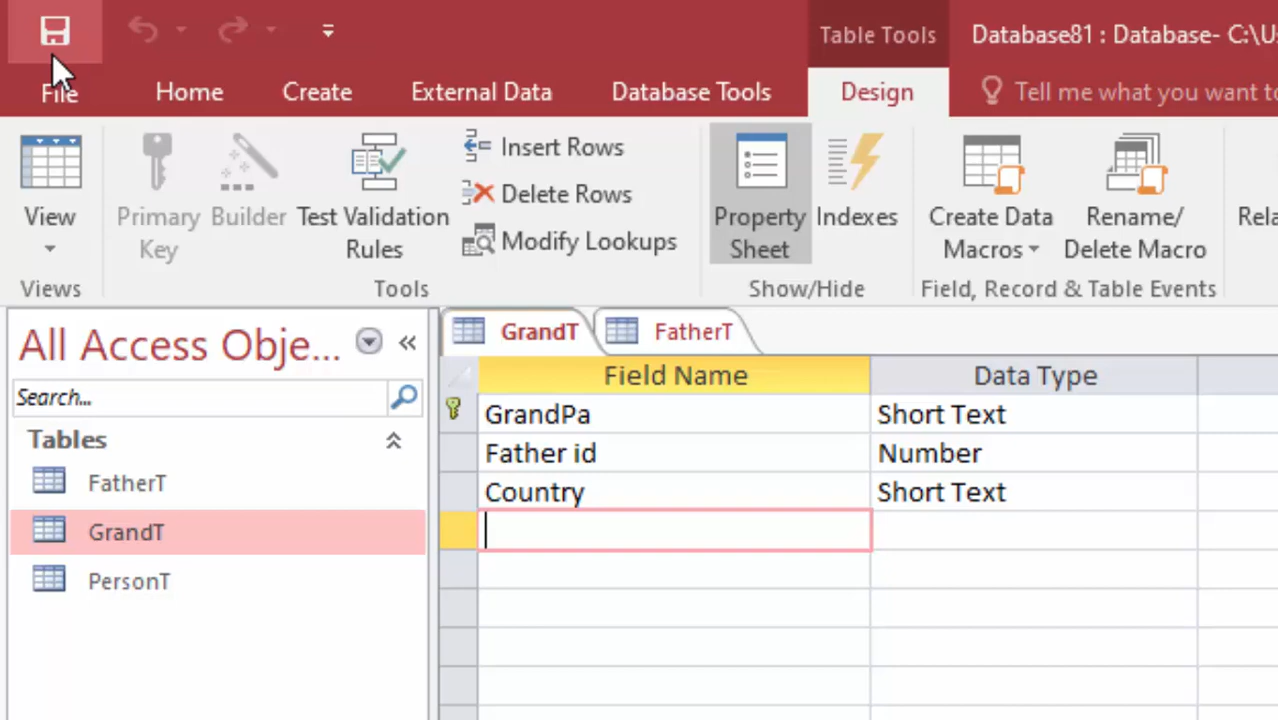 Table Tools
Database81 : Database- C:\U
File
Home
Create
External Data
Database Tools
Design
Tell me what you want to
View
Primary
Key
Builder
Test Validation
Rules
Insert Rows
Delete Rows
Modify Lookups
Property
Sheet
Indexes
Create Data
Macros
Rename/
Delete Macro
Rela
Views
Tools
Show/Hide
Field, Record & Table Events
All Access Obje...
Search...
Tables
FatherT
GrandT
PersonT
GrandT
FatherT
Field Name
Data Type
GrandPa
Short Text
Father id
Number
Country
Short Text